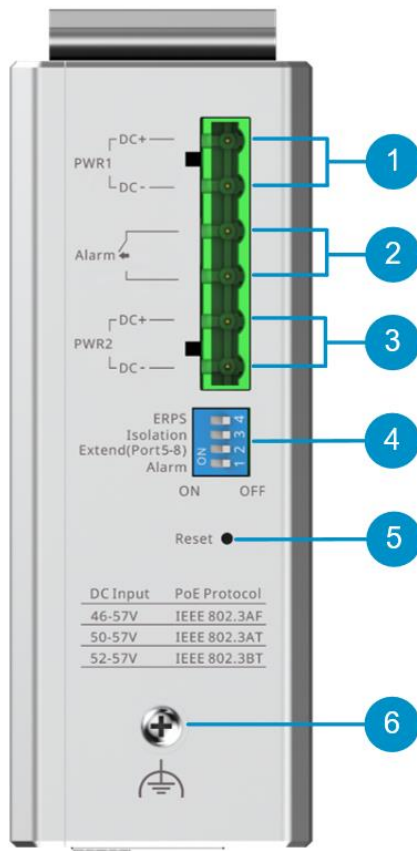 DC+
PWR1
DC-
1
Alarm
2
DC+
PWR2
DC-
3
ERPS 4
Isolation 3
Extend(Port5-8) 2
Alarm ON 1
4
ON OFF
Reset
5
DC Input PoE Protocol
46-57V IEEE 802.3AF
50-57V IEEE 802.3AT
52-57V IEEE 802.3BT
6